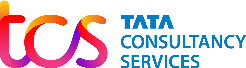 tcs TATA
CONSULTANCY
SERVICES